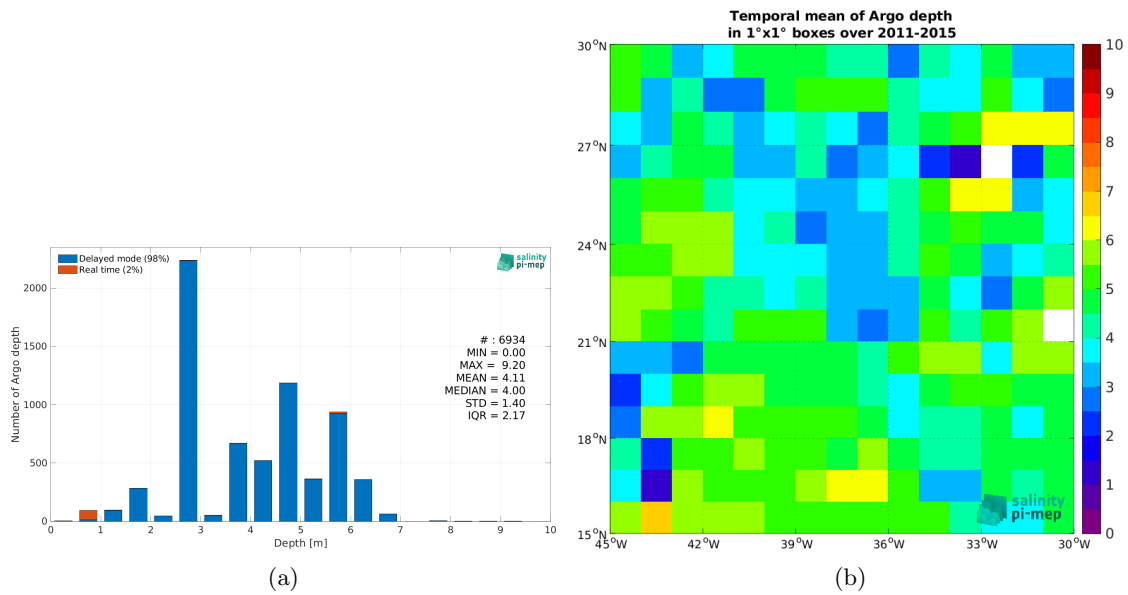 Delayed mode (98%)
Real time (2%)
salinity
pi-mep
# : 6934
MIN = 0.00
MAX = 9.20
MEAN = 4.11
MEDIAN = 4.00
STD = 1.40
IQR = 2.17
Number of Argo depth
2000
1500
1000
500
0
0 1 2 3 4 5 6 7 8 9 10
Depth [m]
(a)
Temporal mean of Argo depth
in 1°x1° boxes over 2011-2015
30°N
27°N
24°N
21°N
18°N
15°N
45°W 42°W 39°W 36°W 33°W 30°W
salinity
pi-mep
10
9
8
7
6
5
4
3
2
1
0
(b)